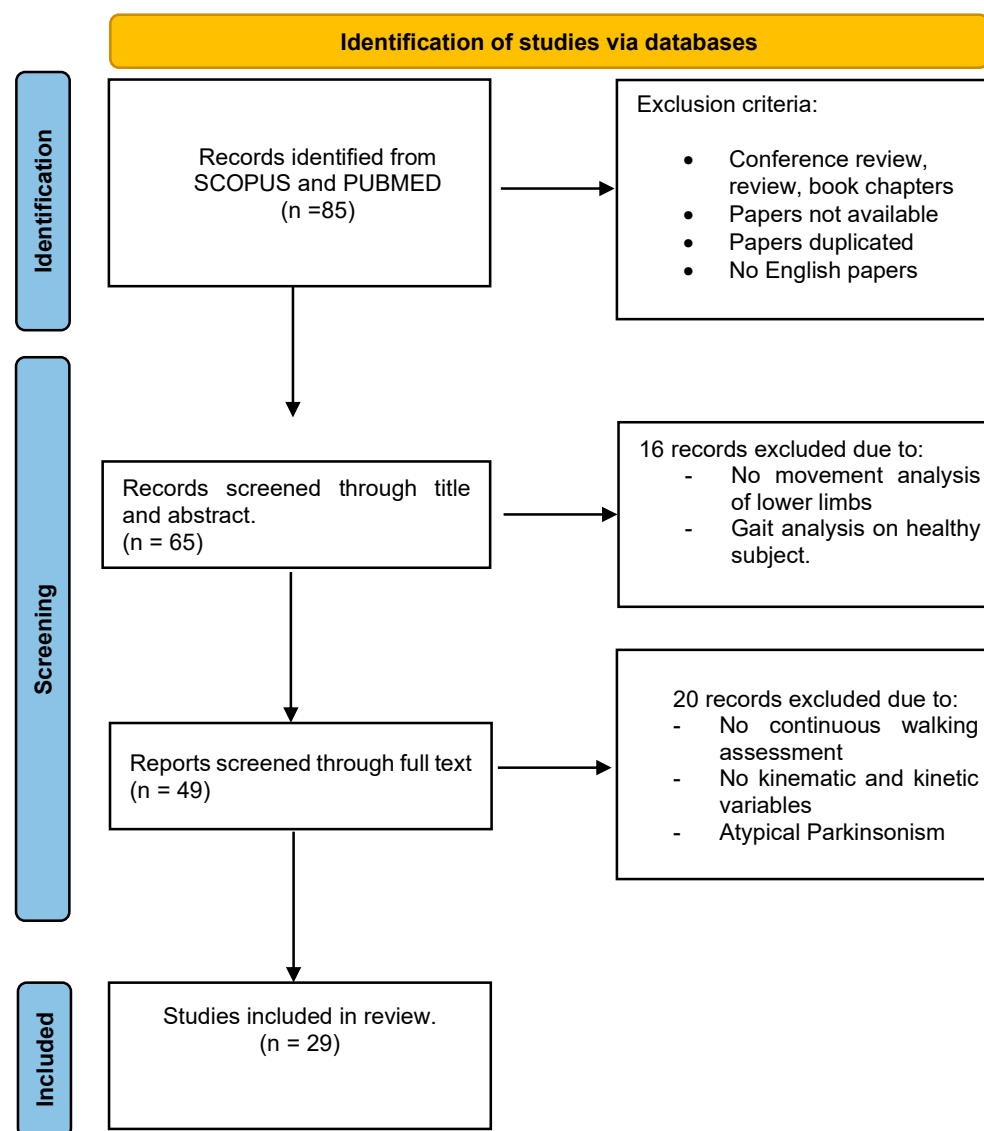 Identification of studies via databases
Identification
Records identified from
SCOPUS and PUBMED
(n =85)
Exclusion criteria:
• Conference review,
review, book chapters
• Papers not available
• Papers duplicated
• No English papers
Screening
Records screened through title
and abstract.
(n = 65)
16 records excluded due to:
- No movement analysis
of lower limbs
- Gait analysis on healthy
subject.
Reports screened through full text
(n = 49)
20 records excluded due to:
- No continuous walking
assessment
- No kinematic and kinetic
variables
- Atypical Parkinsonism
Included
Studies included in review.
(n = 29)